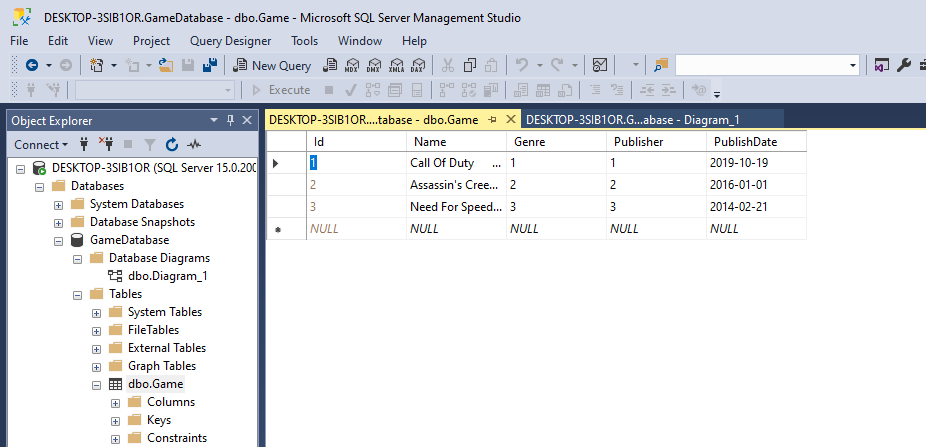 DESKTOP-3SIB1OR.GameDatabase - dbo.Game - Microsoft SQL Server Management Studio
File Edit View Project Query Designer Tools Window Help
New Query MDX DMX XMLA DAX
Execute
Object Explorer
Connect
DESKTOP-3SIB1OR (SQL Server 15.0.200
Databases
System Databases
Database Snapshots
GameDatabase
Database Diagrams
dbo.Diagram_1
Tables
System Tables
FileTables
External Tables
Graph Tables
dbo.Game
Columns
Keys
Constraints
DESKTOP-3SIB1OR....tabase - dbo.Game DESKTOP-3SIB1OR.G...abase - Diagram_1
Id Name Genre Publisher PublishDate
1 Call Of Duty ... 1 1 2019-10-19
2 Assassin's Cree... 2 2 2016-01-01
3 Need For Speed... 3 3 2014-02-21
NULL NULL NULL NULL NULL